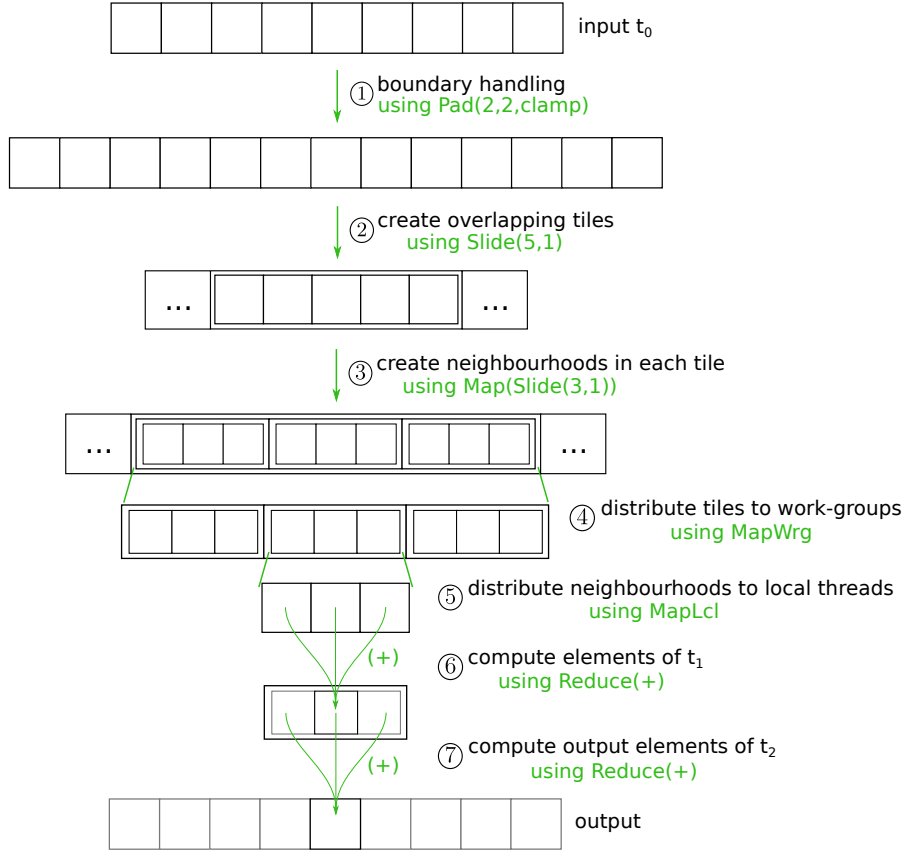 input t₀
① boundary handling
using Pad(2,2,clamp)
② create overlapping tiles
using Slide(5,1)
... ...
③ create neighbourhoods in each tile
using Map(Slide(3,1))
... ...
④ distribute tiles to work-groups
using MapWrg
⑤ distribute neighbourhoods to local threads
using MapLcl
(+)
⑥ compute elements of t₁
using Reduce(+)
(+)
⑦ compute output elements of t₂
using Reduce(+)
output